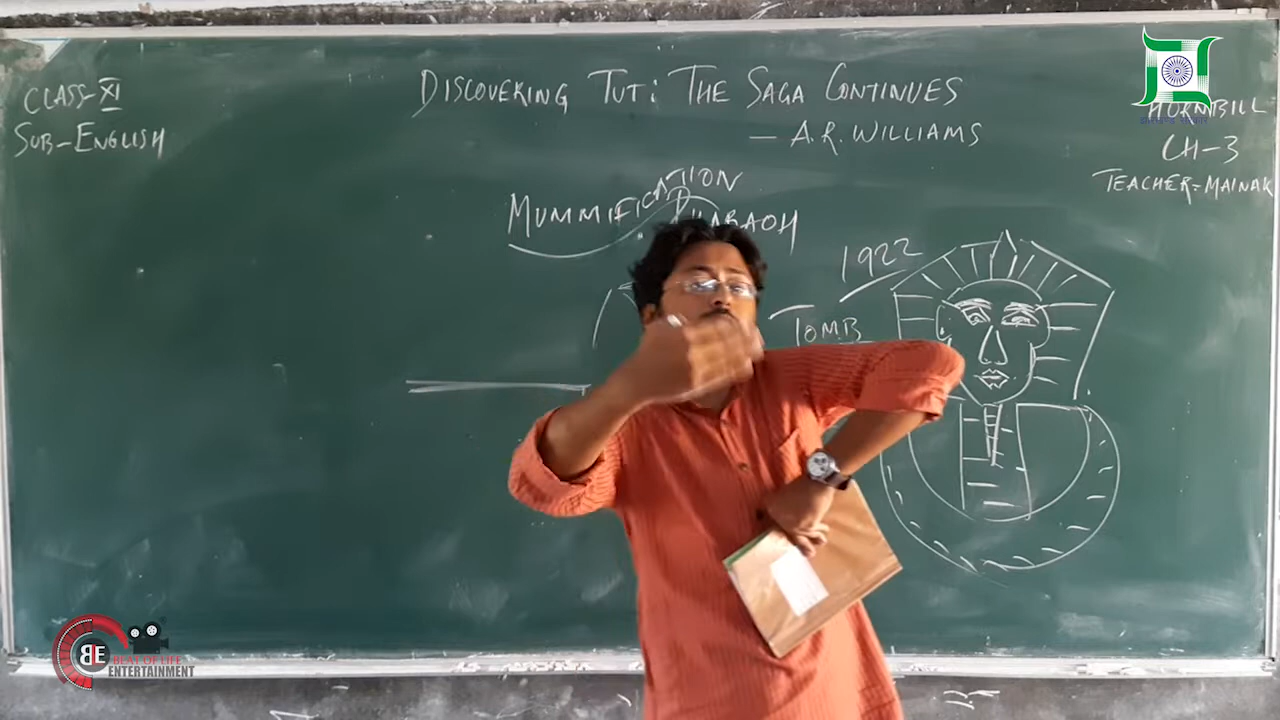 CLASS-XI
SUB-ENGLISH
DISCOVERING TUT: THE SAGA CONTINUES
— A.R. WILLIAMS
HORNBILL
CH-3
TEACHER-MAINAK
MUMMIFICATION
PHARAOH
1922
TOMB
BE
BEAT OF LIFE
ENTERTAINMENT